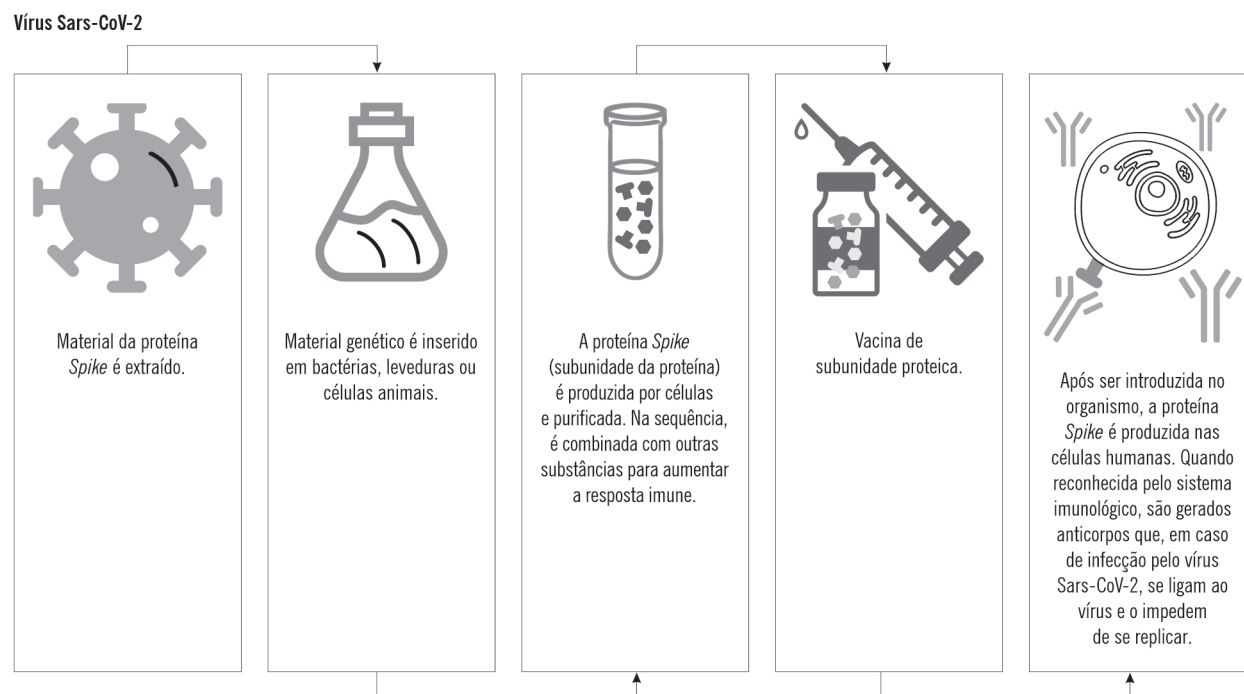 Vírus Sars-CoV-2
Material da proteína
Spike é extraído.
Material genético é inserido
em bactérias, leveduras ou
células animais.
A proteína Spike
(subunidade da proteína)
é produzida por células
e purificada. Na sequência,
é combinada com outras
substâncias para aumentar
a resposta imune.
Vacina de
subunidade proteica.
Após ser introduzida no
organismo, a proteína
Spike é produzida nas
células humanas. Quando
reconhecida pelo sistema
imunológico, são gerados
anticorpos que, em caso
de infecção pelo vírus
Sars-CoV-2, se ligam ao
vírus e o impedem
de se replicar.